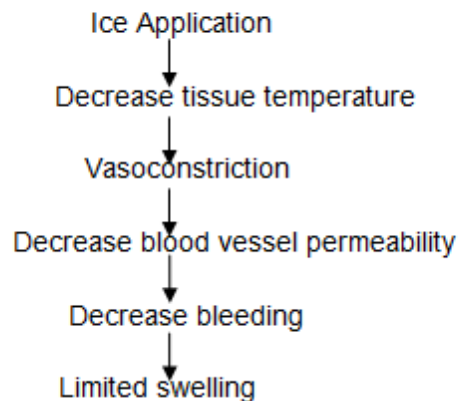 Ice Application
Decrease tissue temperature
Vasoconstriction
Decrease blood vessel permeability
Decrease bleeding
Limited swelling